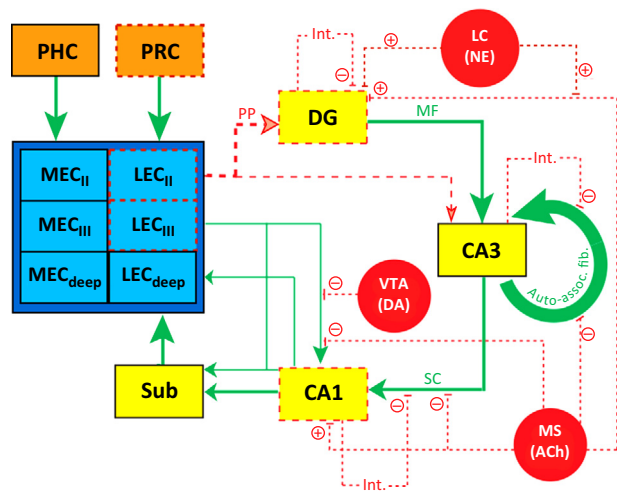 PHC
PRC
Int.
LC
(NE)
PP
DG
MF
MEC_II
LEC_II
Int.
MEC_III
LEC_III
CA3
Auto-assoc. fib.
MEC_deep
LEC_deep
VTA
(DA)
Sub
CA1
SC
MS
(ACh)
Int.